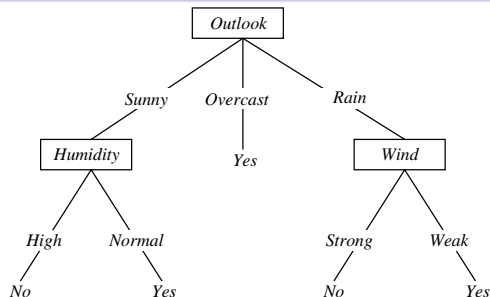 Outlook
Sunny Overcast Rain
Humidity Yes Wind
High Normal Strong Weak
No Yes No Yes